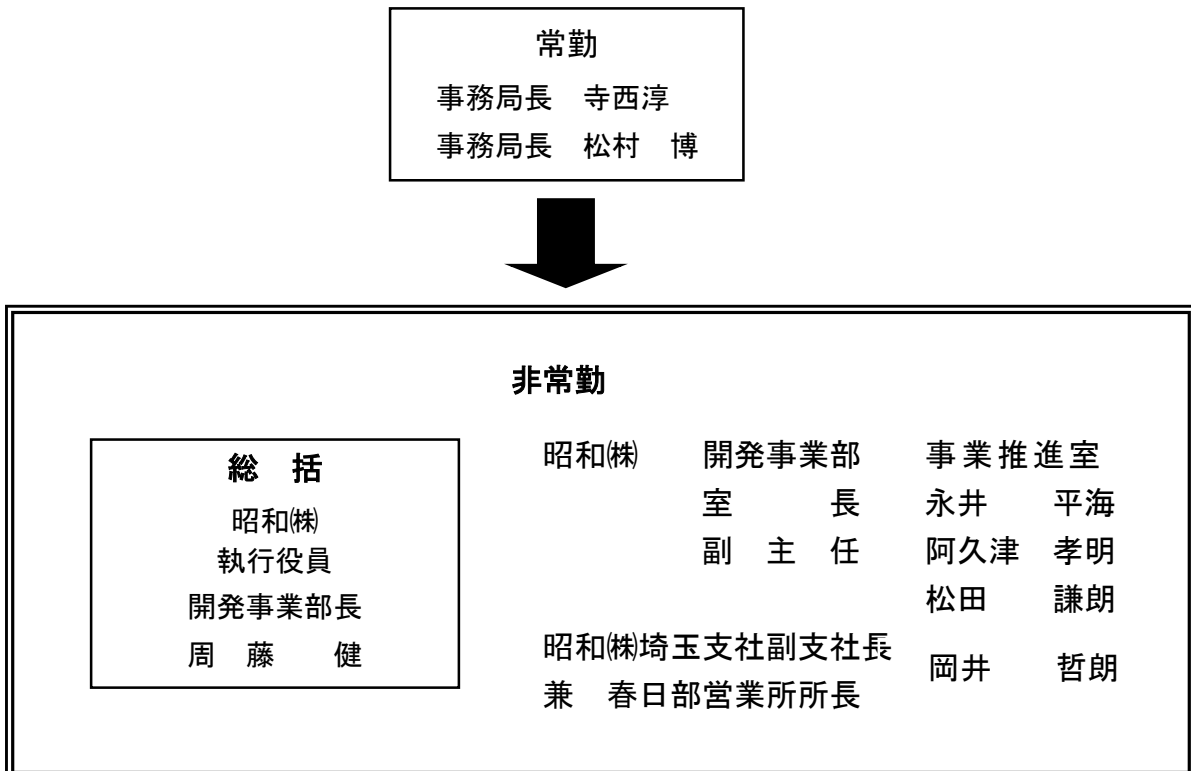 常勤
事務局長　寺西淳
事務局長　松村　博
非常勤
総　括
昭和㈱
執行役員
開発事業部長
周　藤　　健
昭和㈱　開発事業部　事業推進室
室　　長　永井　平海
副　主　任　阿久津　孝明
松田　謙朗
昭和㈱埼玉支社副支社長
兼　春日部営業所所長
岡井　哲朗